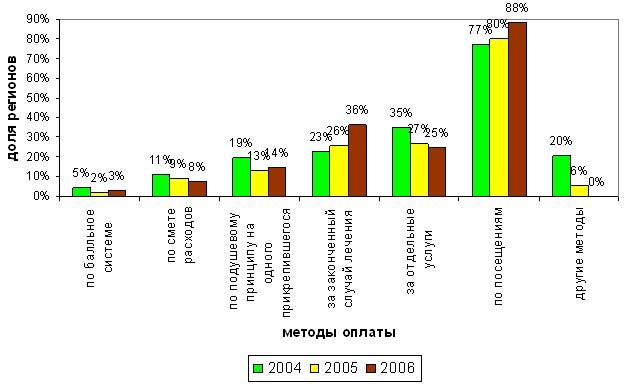 доля регионов
90%
80%
70%
60%
50%
40%
30%
20%
10%
0%
5%
2%
3%
11%
9%
8%
19%
13%
14%
23%
26%
36%
35%
27%
25%
77%
80%
88%
20%
6%
0%
по балльное
системе
по смете
расходов
по подушевому
принципу на
одного
прикрепившегося
за законченный
случай лечения
за отдельные
услуги
по посещениям
другие методы
методы оплаты
2004
2005
2006